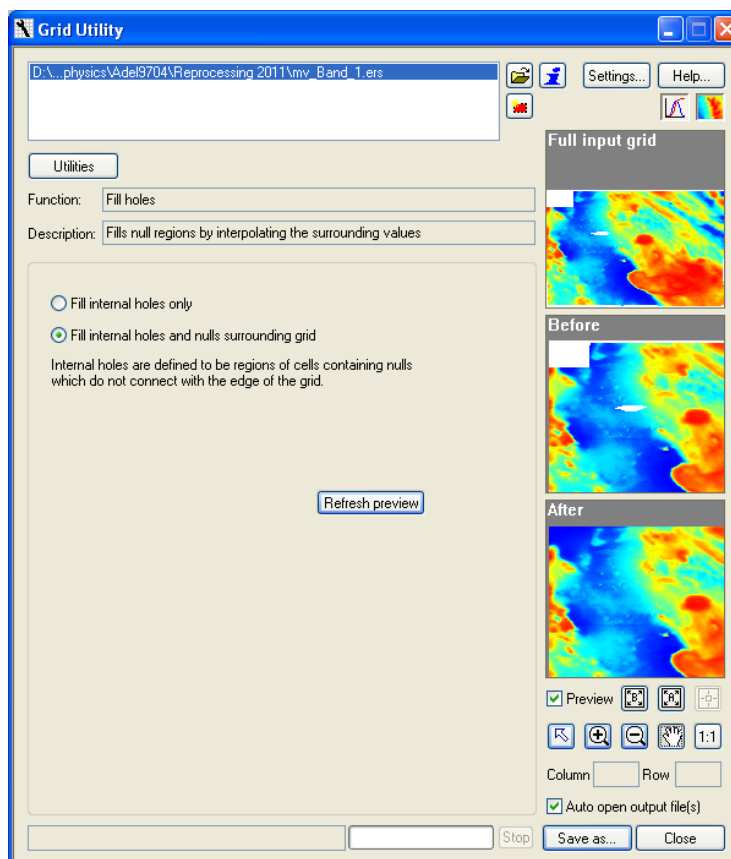 Grid Utility
D:\...physics\Adel9704\Reprocessing 2011\mv_Band_1.ers
Settings...
Help...
Utilities
Function: Fill holes
Description: Fills null regions by interpolating the surrounding values
Fill internal holes only
Fill internal holes and nulls surrounding grid
Internal holes are defined to be regions of cells containing nulls
which do not connect with the edge of the grid.
Refresh preview
Full input grid
Before
After
Preview
B
A
1:1
Column
Row
Auto open output file(s)
Stop
Save as...
Close